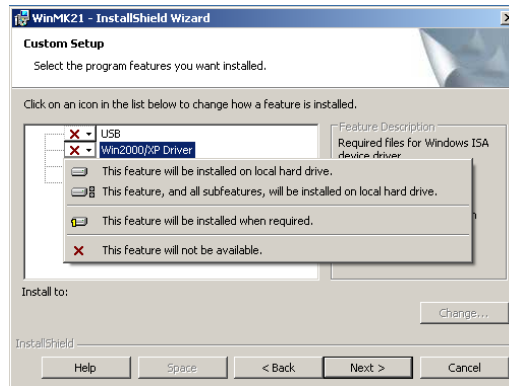 WinMK21 - InstallShield Wizard
Custom Setup
Select the program features you want installed.
Click on an icon in the list below to change how a feature is installed.
USB
Win2000/XP Driver
Feature Description
Required files for Windows ISA
device driver
This feature will be installed on local hard drive.
This feature, and all subfeatures, will be installed on local hard drive.
This feature will be installed when required.
This feature will not be available.
Install to:
Change...
InstallShield
Help
Space
< Back
Next >
Cancel